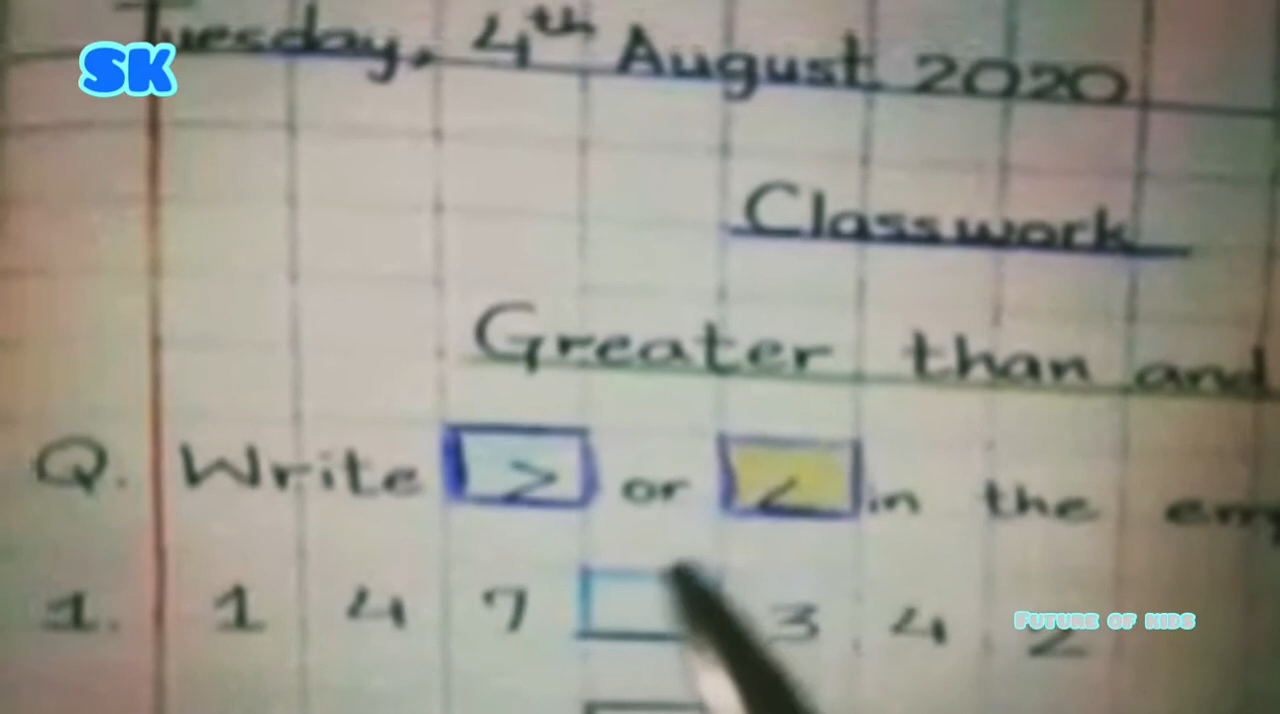 Tuesday, 4th August 2020
SK
Classwork
Greater than and
Q. Write > or < in the
1. 1 4 7 3 4 2
FUTURE OF KIDS